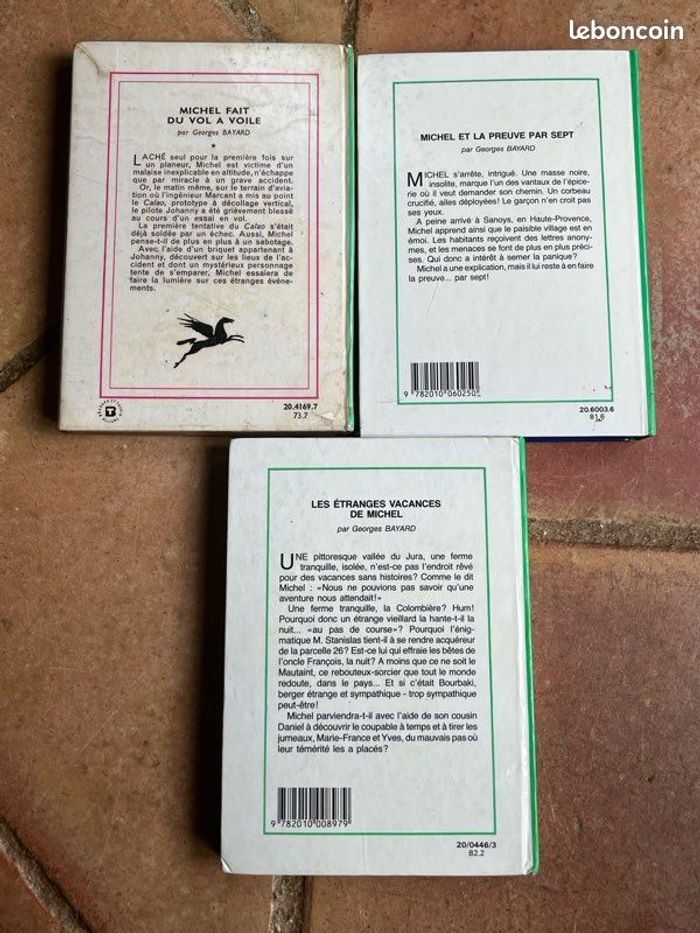 leboncoin
MICHEL FAIT
DU VOL A VOILE
par Georges BAYARD
★
LACHÉ seul pour la première fois sur
un planeur, Michel est victime d'un
malaise inexplicable en altitude, n'échappe
que par miracle à un grave accident.
Or, le matin même, sur le terrain d'avia-
tion où l'ingénieur Marcant a mis au point
le Calao, prototype à décollage vertical,
le pilote Johanny a été grièvement blessé
au cours d'un essai en vol.
La première tentative du Calao s'était
déjà soldée par un échec. Aussi, Michel
pense-t-il de plus en plus à un sabotage.
Avec l'aide d'un briquet appartenant à
Johanny, découvert sur les lieux de l'ac-
cident et dont un mystérieux personnage
tente de s'emparer, Michel essaiera de
faire la lumière sur ces étranges événe-
ments.
20.4169.7
73.7
MICHEL ET LA PREUVE PAR SEPT
par Georges BAYARD
MICHEL s'arrête, intrigué. Une masse noire,
insolite, marque l'un des vantaux de l'épice-
rie où il veut demander son chemin. Un corbeau
crucifié, ailes déployées! Le garçon n'en croit pas
ses yeux.
A peine arrivé à Sanoys, en Haute-Provence,
Michel apprend ainsi que le paisible village est en
émoi. Les habitants reçoivent des lettres anony-
mes, et les menaces se font de plus en plus préci-
ses. Qui donc a intérêt à semer la panique?
Michel a une explication, mais il lui reste à en faire
la preuve... par sept!
9 782010 060250
20.6003.6
81.6
LES ÉTRANGES VACANCES
DE MICHEL
par Georges BAYARD
UNE pittoresque vallée du Jura, une ferme
tranquille, isolée, n'est-ce pas l'endroit rêvé
pour des vacances sans histoires? Comme le dit
Michel : «Nous ne pouvions pas savoir qu'une
aventure nous attendait!»
Une ferme tranquille, la Colombière? Hum!
Pourquoi donc un étrange vieillard la hante-t-il la
nuit... «au pas de course»? Pourquoi l'énig-
matique M. Stanislas tient-il à se rendre acquéreur
de la parcelle 26? Est-ce lui qui effraie les bêtes de
l'oncle François, la nuit? A moins que ce ne soit le
Mautaint, ce rebouteux-sorcier que tout le monde
redoute, dans le pays... Et si c'était Bourbaki,
berger étrange et sympathique - trop sympathique
peut-être!
Michel parviendra-t-il avec l'aide de son cousin
Daniel à découvrir le coupable à temps et à tirer les
jumeaux, Marie-France et Yves, du mauvais pas où
leur témérité les a placés?
9 782010 008979
20/0446/3
82.2